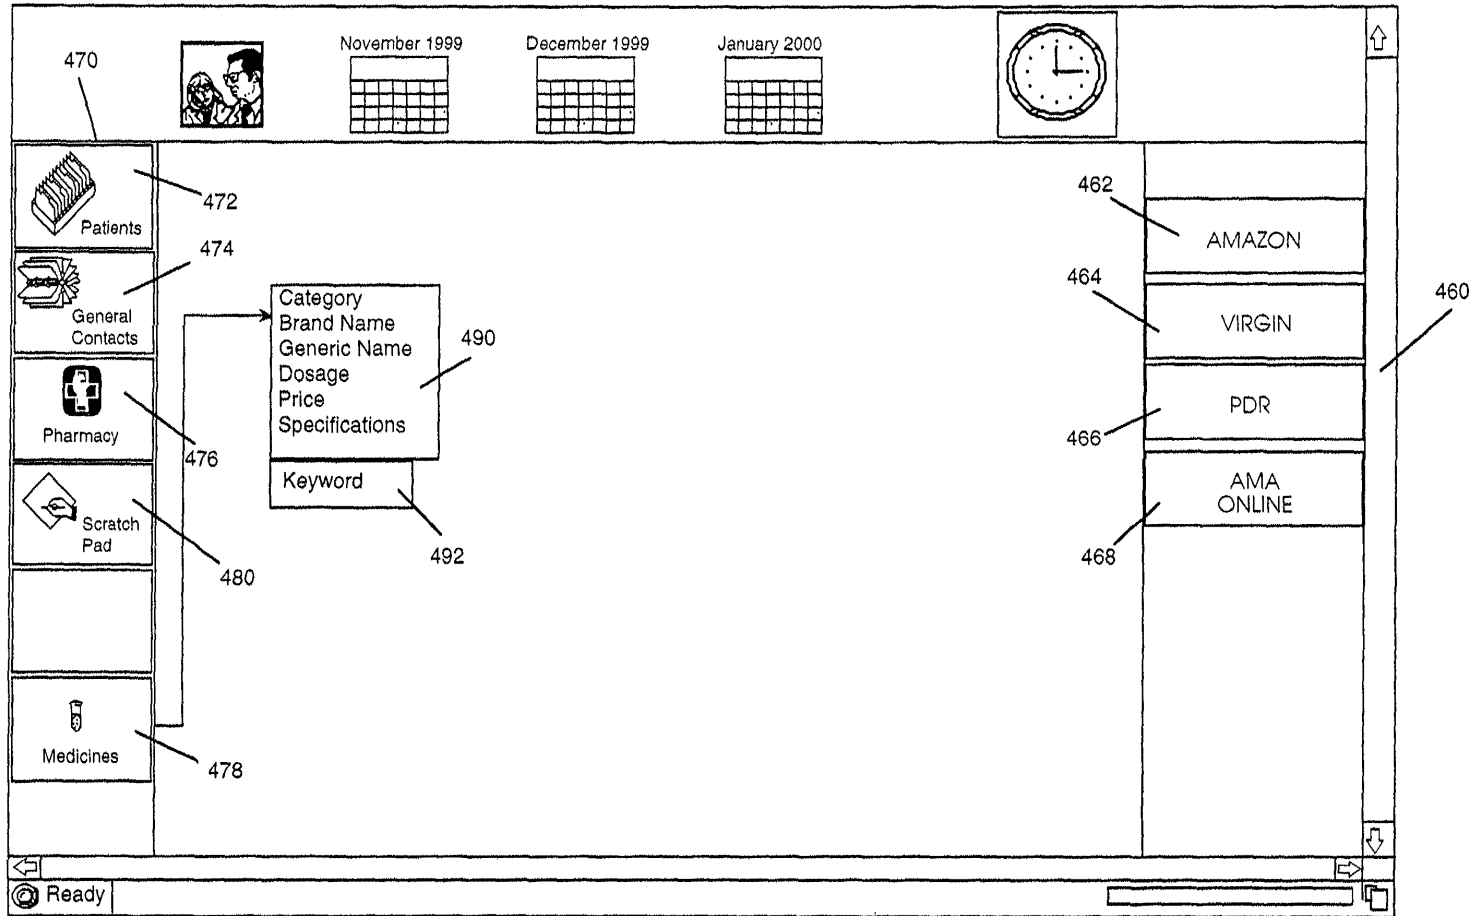 November 1999
December 1999
January 2000
470
Patients
472
474
General
Contacts
Pharmacy
476
Scratch
Pad
480
Medicines
478
Category
Brand Name
Generic Name
Dosage
Price
Specifications
490
Keyword
492
462
AMAZON
464
VIRGIN
466
PDR
468
AMA
ONLINE
460
Ready